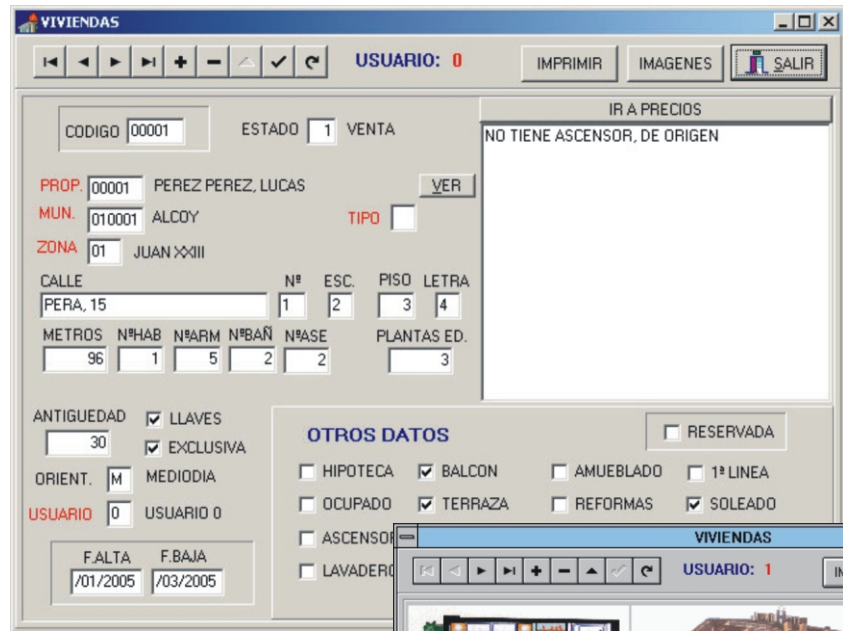 VIVIENDAS
USUARIO: 0 IMPRIMIR IMAGENES SALIR
CODIGO 00001 ESTADO 1 VENTA
IR A PRECIOS
NO TIENE ASCENSOR, DE ORIGEN
PROP. 00001 PEREZ PEREZ, LUCAS VER
MUN. 010001 ALCOY TIPO
ZONA 01 JUAN XXIII
CALLE Nº ESC. PISO LETRA
PERA, 15 1 2 3 4
METROS NºHAB NºARM NºBAÑ NºASE PLANTAS ED.
96 1 5 2 2 3
ANTIGUEDAD LLAVES
30 EXCLUSIVA
ORIENT. M MEDIODIA
USUARIO 0 USUARIO 0
F.ALTA F.BAJA
/01/2005 /03/2005
OTROS DATOS RESERVADA
HIPOTECA BALCON AMUEBLADO 1ª LINEA
OCUPADO TERRAZA REFORMAS SOLEADO
ASCENSOR
LAVADERO
VIVIENDAS
USUARIO: 1